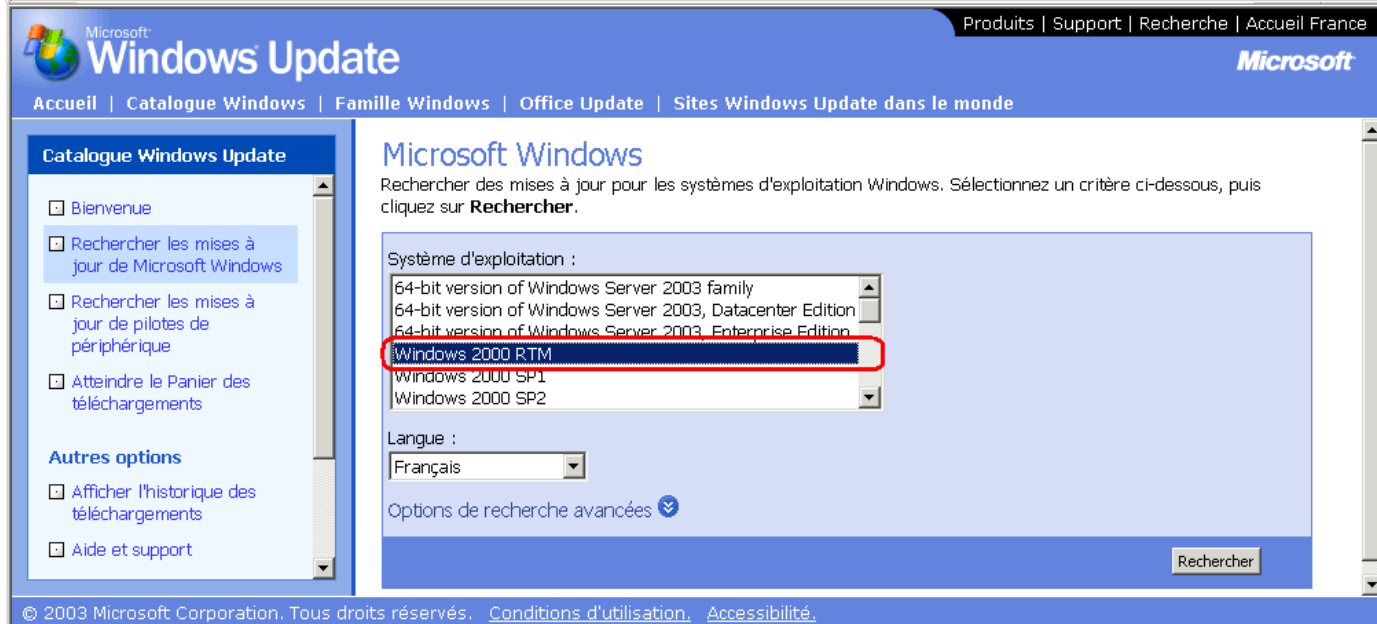 Produits | Support | Recherche | Accueil France
Microsoft
Windows Update
Microsoft
Accueil | Catalogue Windows | Famille Windows | Office Update | Sites Windows Update dans le monde
Catalogue Windows Update
Bienvenue
Rechercher les mises à
jour de Microsoft Windows
Rechercher les mises à
jour de pilotes de
périphérique
Atteindre le Panier des
téléchargements
Autres options
Afficher l'historique des
téléchargements
Aide et support
Microsoft Windows
Rechercher des mises à jour pour les systèmes d'exploitation Windows. Sélectionnez un critère ci-dessous, puis
cliquez sur Rechercher.
Système d'exploitation :
64-bit version of Windows Server 2003 family
64-bit version of Windows Server 2003, Datacenter Edition
64-bit version of Windows Server 2003, Enterprise Edition
Windows 2000 RTM
Windows 2000 SP1
Windows 2000 SP2
Langue :
Français
Options de recherche avancées
Rechercher
© 2003 Microsoft Corporation. Tous droits réservés. Conditions d'utilisation. Accessibilité.